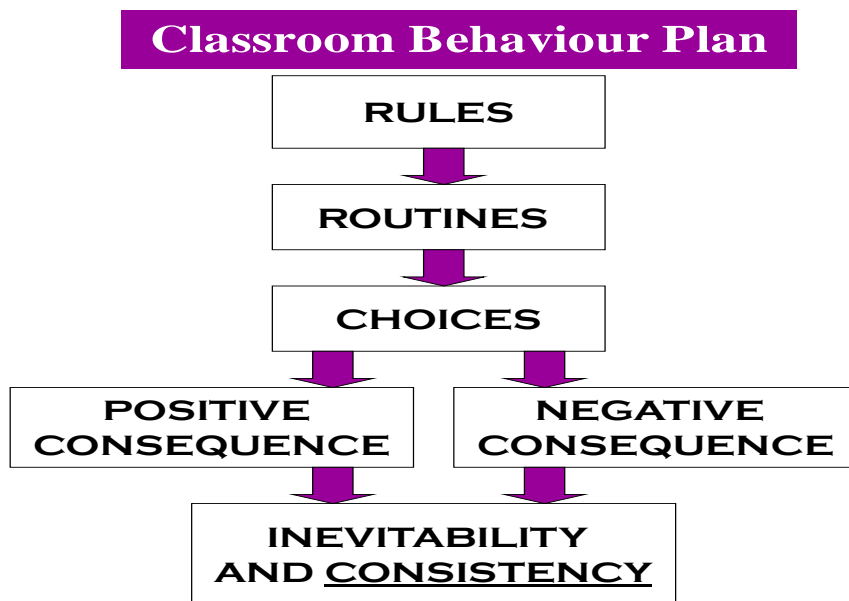 Classroom Behaviour Plan
RULES
ROUTINES
CHOICES
POSITIVE
CONSEQUENCE
NEGATIVE
CONSEQUENCE
INEVITABILITY
AND CONSISTENCY